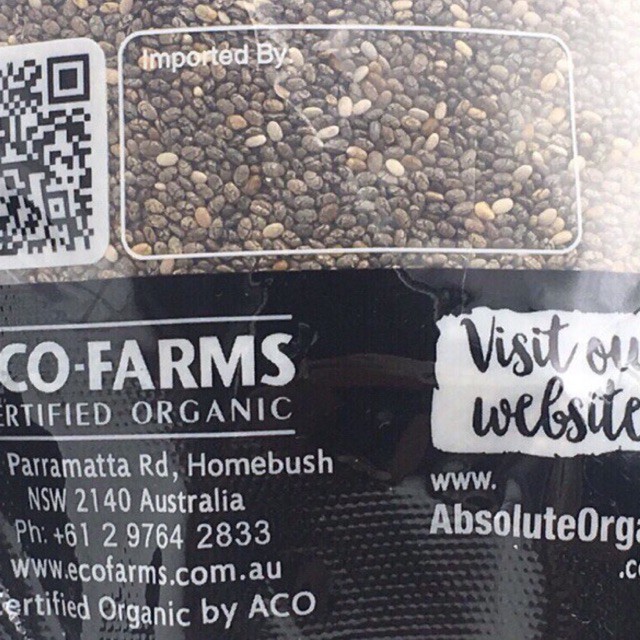 Imported By:
CO-FARMS
ERTIFIED ORGANIC
Parramatta Rd, Homebush
NSW 2140 Australia
Ph: +61 2 9764 2833
www.ecofarms.com.au
ertified Organic by ACO
Visit ou
website
www.
AbsoluteOrga
.co